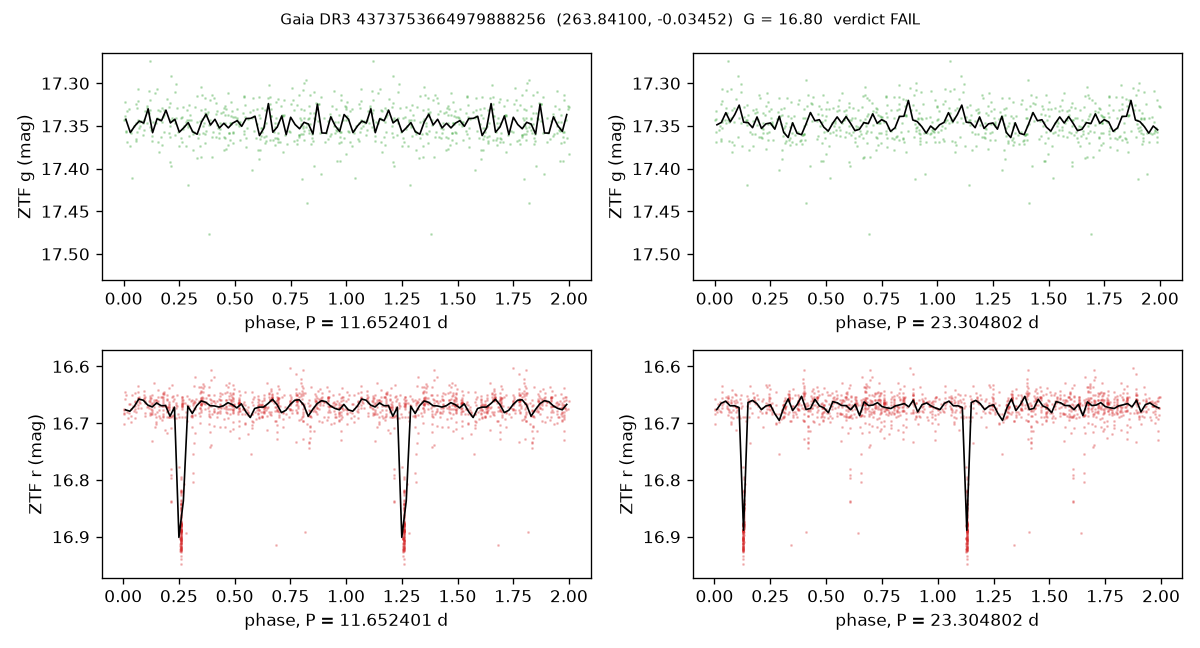 Gaia DR3 4373753664979888256 (263.84100, -0.03452) G = 16.80 verdict FAIL
ZTF g (mag)
17.30
17.35
17.40
17.45
17.50
0.00 0.25 0.50 0.75 1.00 1.25 1.50 1.75 2.00
phase, P = 11.652401 d
ZTF g (mag)
17.30
17.35
17.40
17.45
17.50
0.00 0.25 0.50 0.75 1.00 1.25 1.50 1.75 2.00
phase, P = 23.304802 d
ZTF r (mag)
16.6
16.7
16.8
16.9
0.00 0.25 0.50 0.75 1.00 1.25 1.50 1.75 2.00
phase, P = 11.652401 d
ZTF r (mag)
16.6
16.7
16.8
16.9
0.00 0.25 0.50 0.75 1.00 1.25 1.50 1.75 2.00
phase, P = 23.304802 d